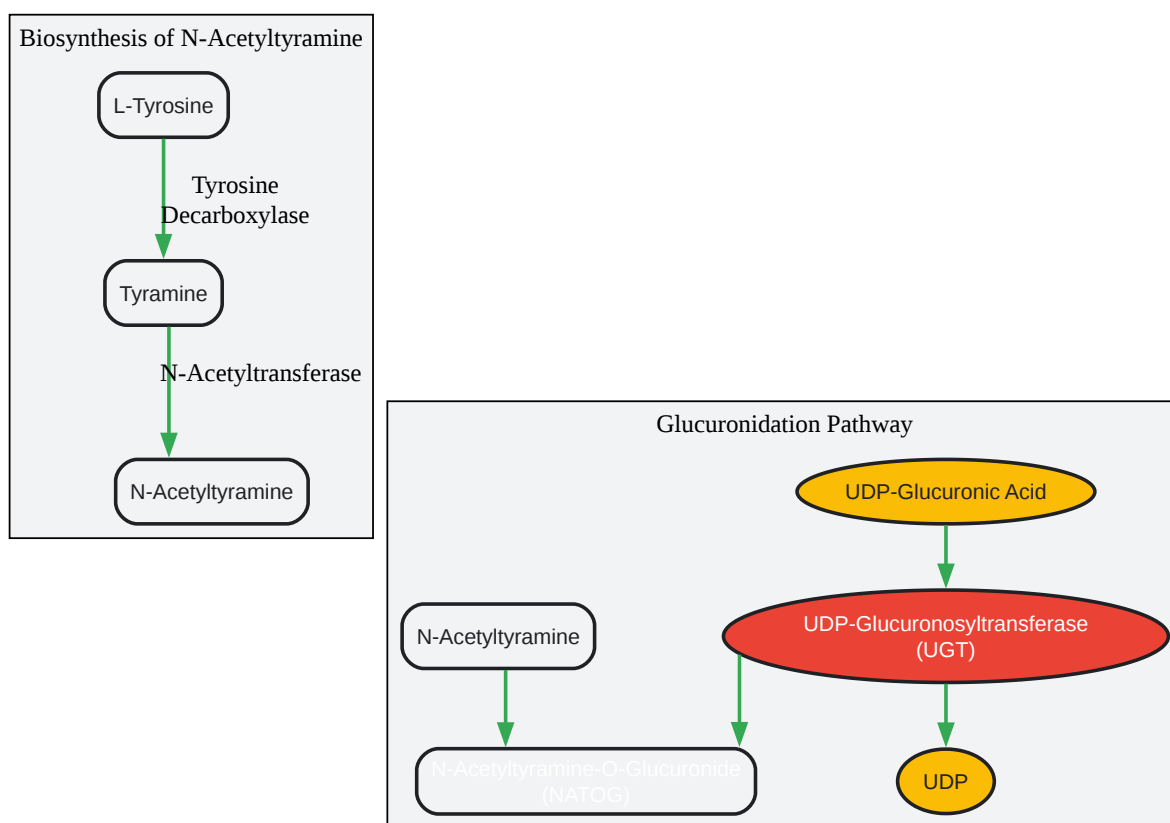 Biosynthesis of N-Acetyltyramine
L-Tyrosine
Tyrosine
Decarboxylase
Tyramine
N-Acetyltransferase
N-Acetyltyramine
Glucuronidation Pathway
UDP-Glucuronic Acid
N-Acetyltyramine
UDP-Glucuronosyltransferase
(UGT)
N-Acetyltyramine-O-Glucuronide
(NATOG)
UDP